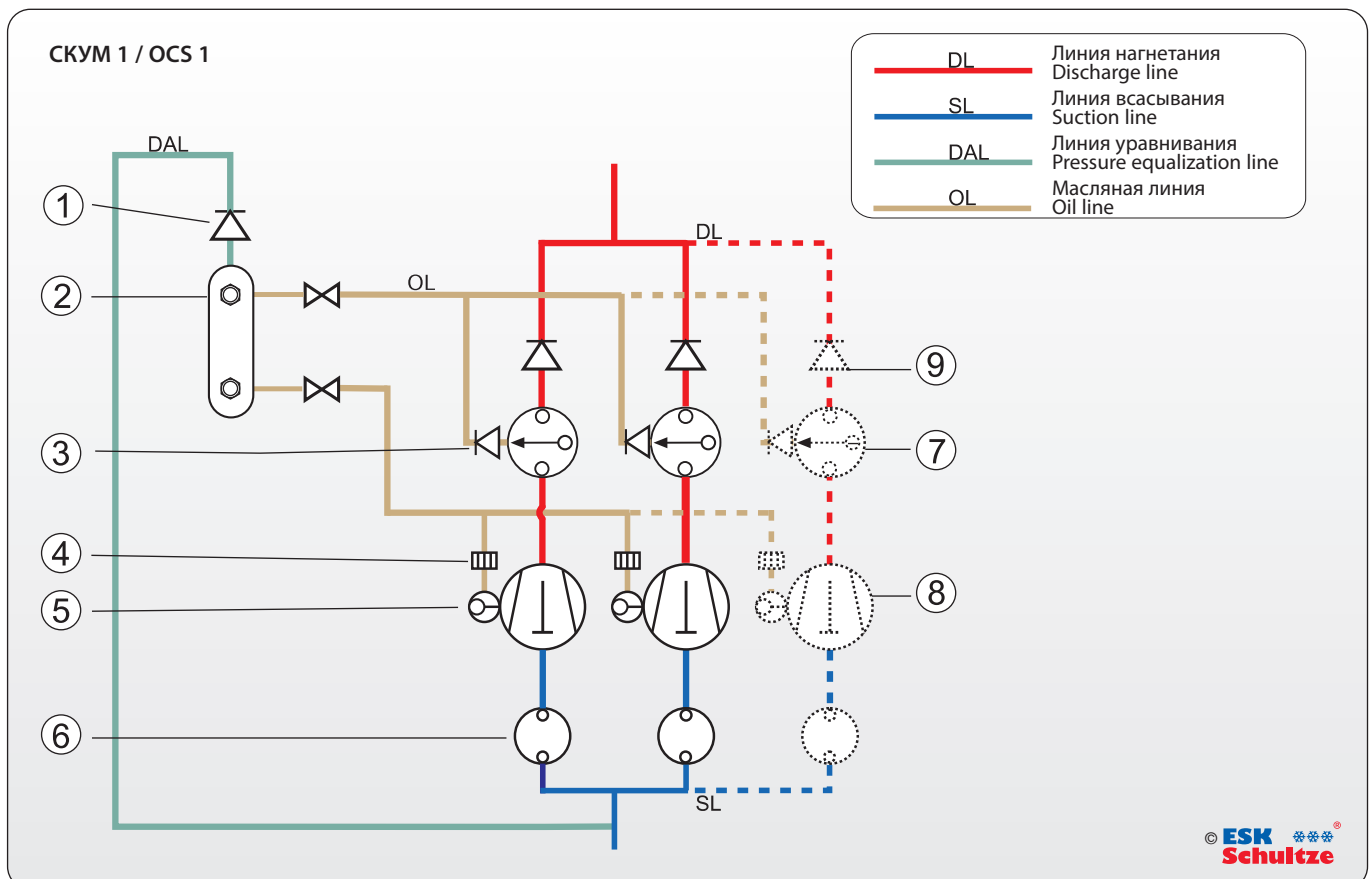 СКУМ 1 / OCS 1
DL
Линия нагнетания
Discharge line
SL
Линия всасывания
Suction line
DAL
Линия уравнивания
Pressure equalization line
OL
Масляная линия
Oil line
DAL
1
DL
2
OL
9
3
7
4
5
8
6
SL
© ESK ®
Schultze